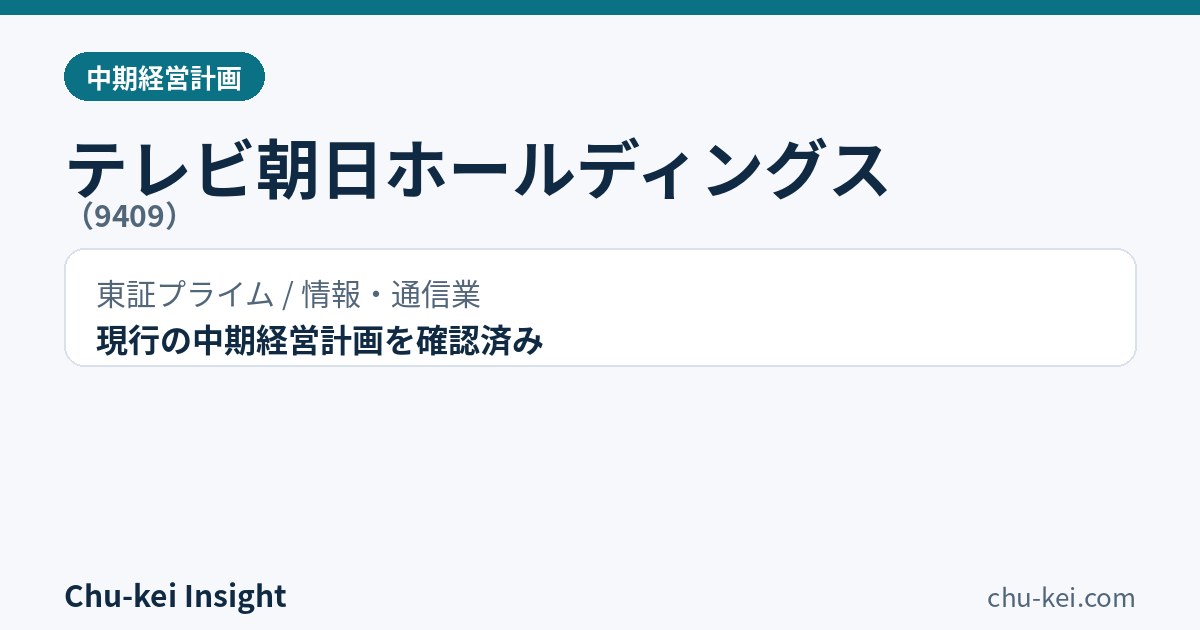 中期経営計画
テレビ朝日ホールディングス
（9409）
東証プライム / 情報・通信業
現行の中期経営計画を確認済み
Chu-kei Insight
chu-kei.com